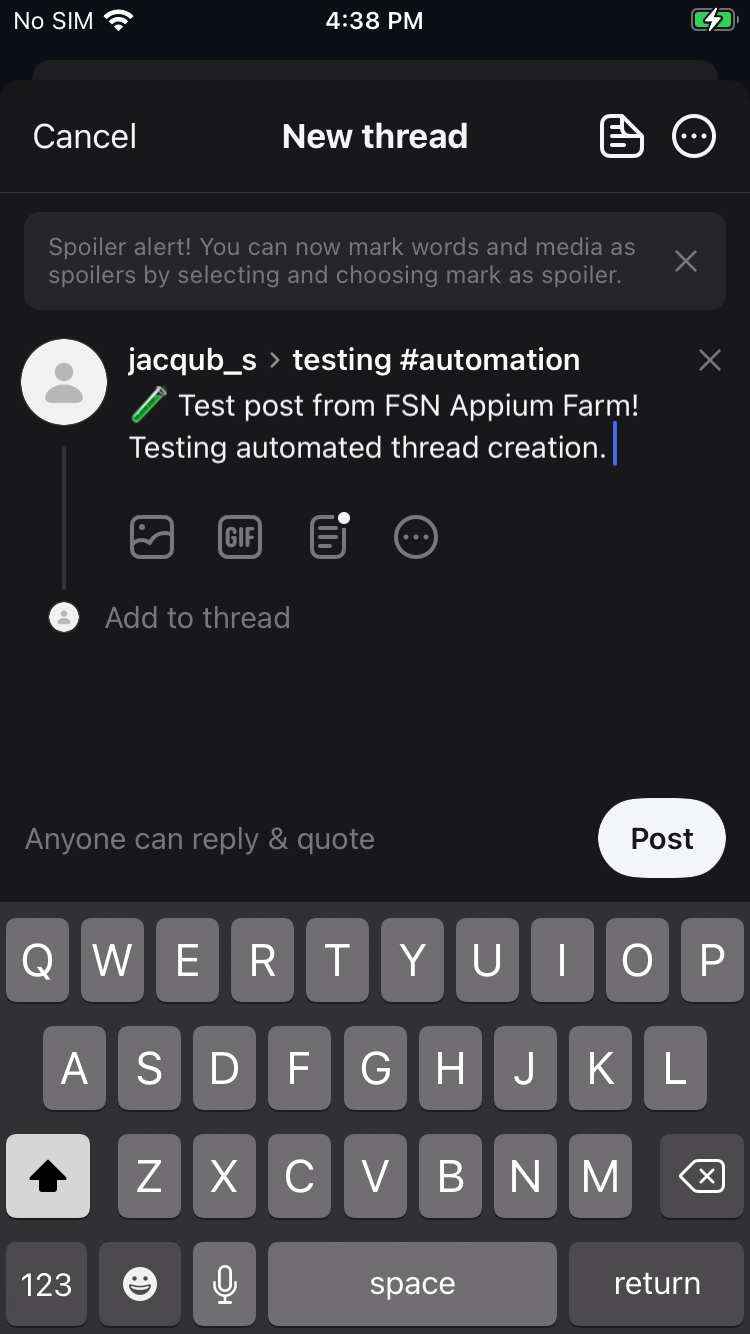 No SIM 4:38 PM
Cancel New thread
Spoiler alert! You can now mark words and media as
spoilers by selecting and choosing mark as spoiler.
jacqub_s > testing #automation
🧪 Test post from FSN Appium Farm!
Testing automated thread creation.
GIF
Add to thread
Anyone can reply & quote Post
Q W E R T Y U I O P
A S D F G H J K L
Z X C V B N M
123 space return